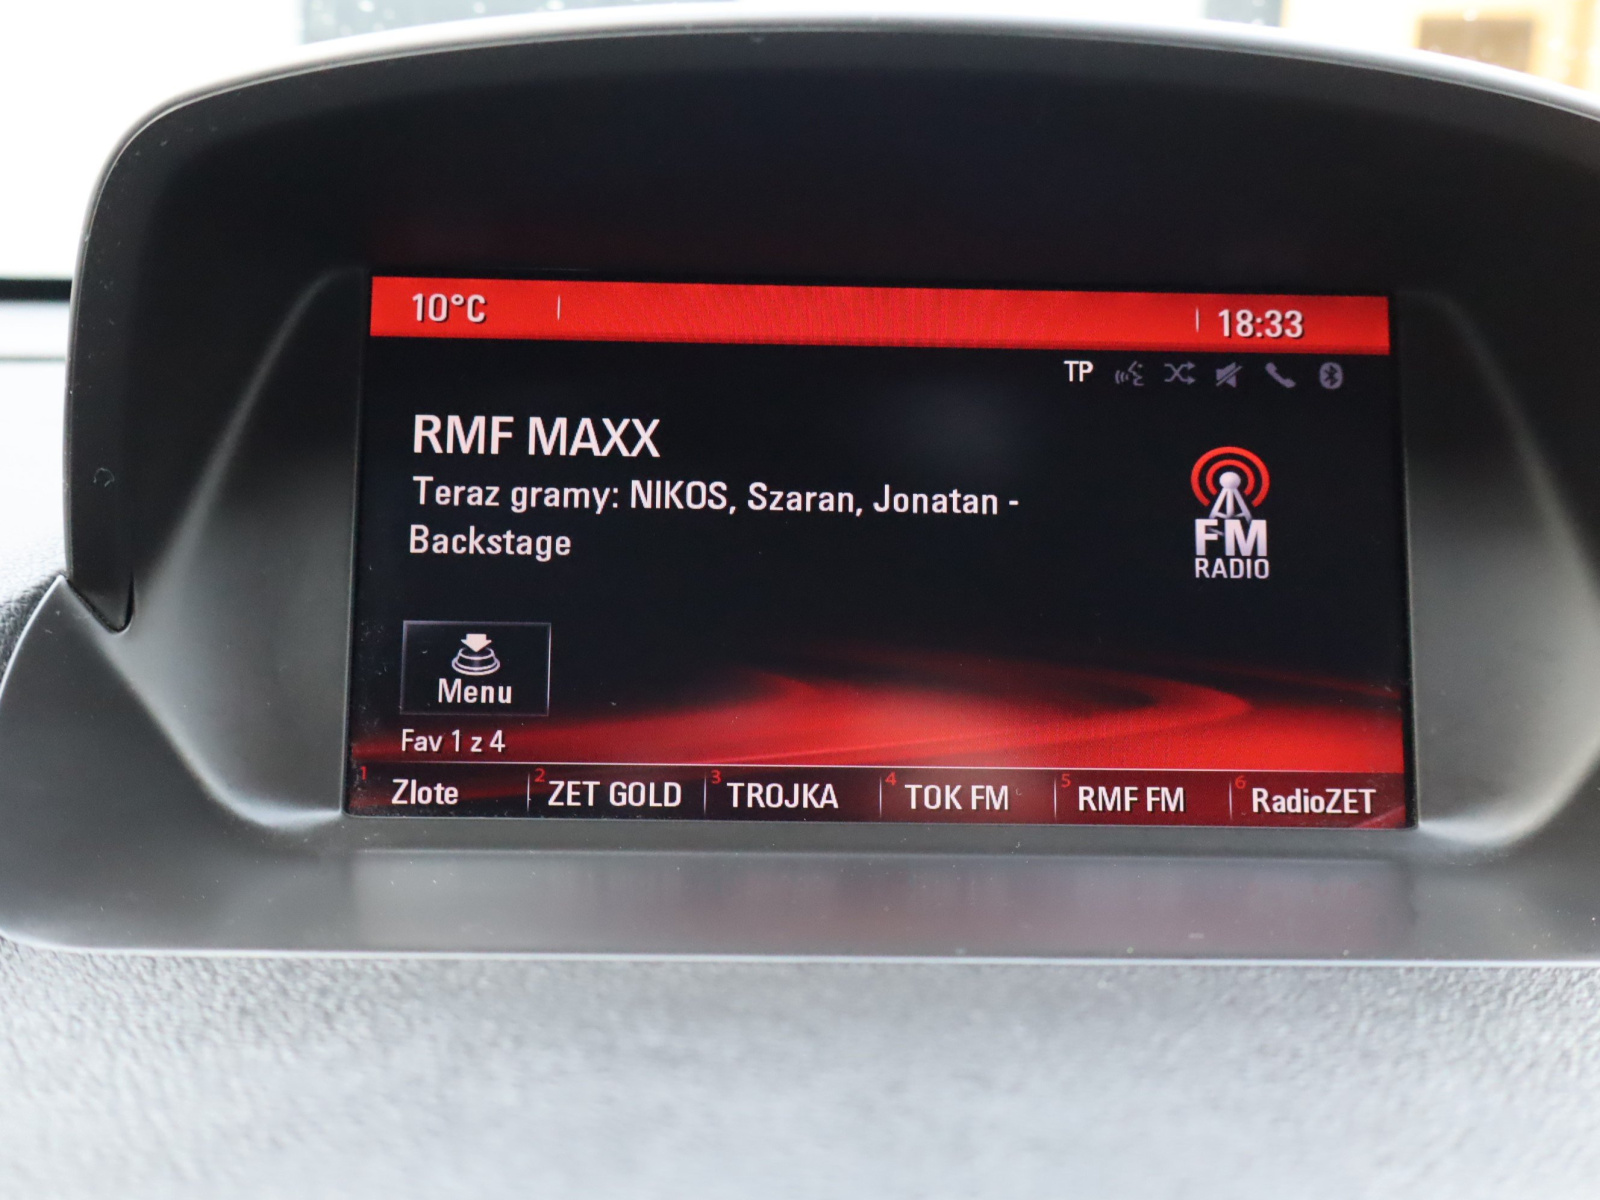 10°C 18:33
TP
RMF MAXX
Teraz gramy: NIKOS, Szaran, Jonatan -
Backstage
FM
RADIO
Menu
Fav 1 z 4
1 Zlote 2 ZET GOLD 3 TROJKA 4 TOK FM 5 RMF FM 6 RadioZET